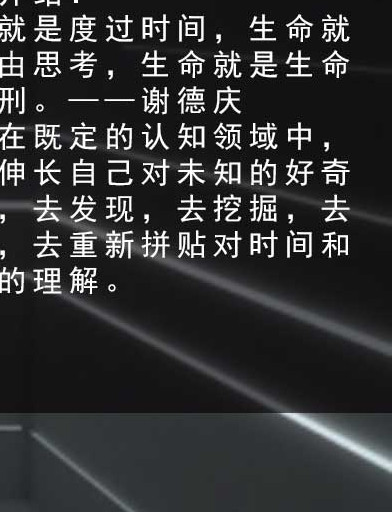 就是度过时间，生命就
由思考，生命就是生命
刑。——谢德庆
在既定的认知领域中，
伸长自己对未知的好奇
，去发现，去挖掘，去
，去重新拼贴对时间和
的理解。